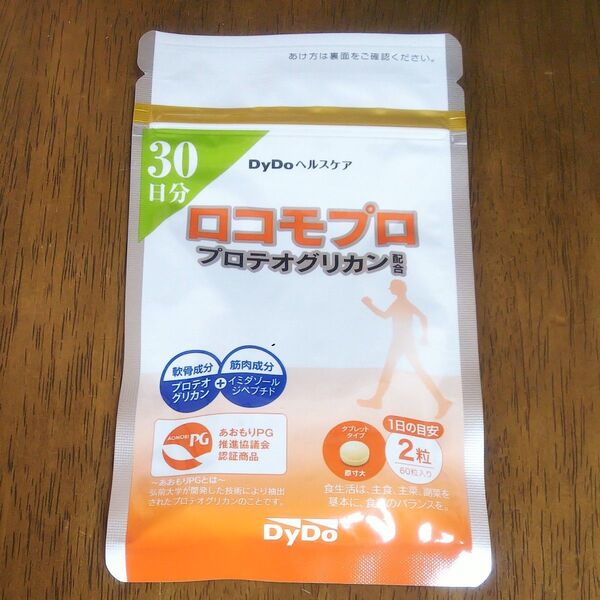 あけ方は裏面をご確認ください。
30
日分
DyDoヘルスケア
ロコモプロ
プロテオグリカン配合
軟骨成分
プロテオ
グリカン
+
筋肉成分
イミダゾール
ジペプチド
AOMORI PG
あおもりPG
推進協議会
認証商品
～あおもりPGとは～
弘前大学が開発した技術により抽出
されたプロテオグリカンのことです。
タブレット
タイプ
原寸大
1日の目安
2粒
60粒入り
食生活は、主食、主菜、副菜を
基本に、食事のバランスを。
DyDo